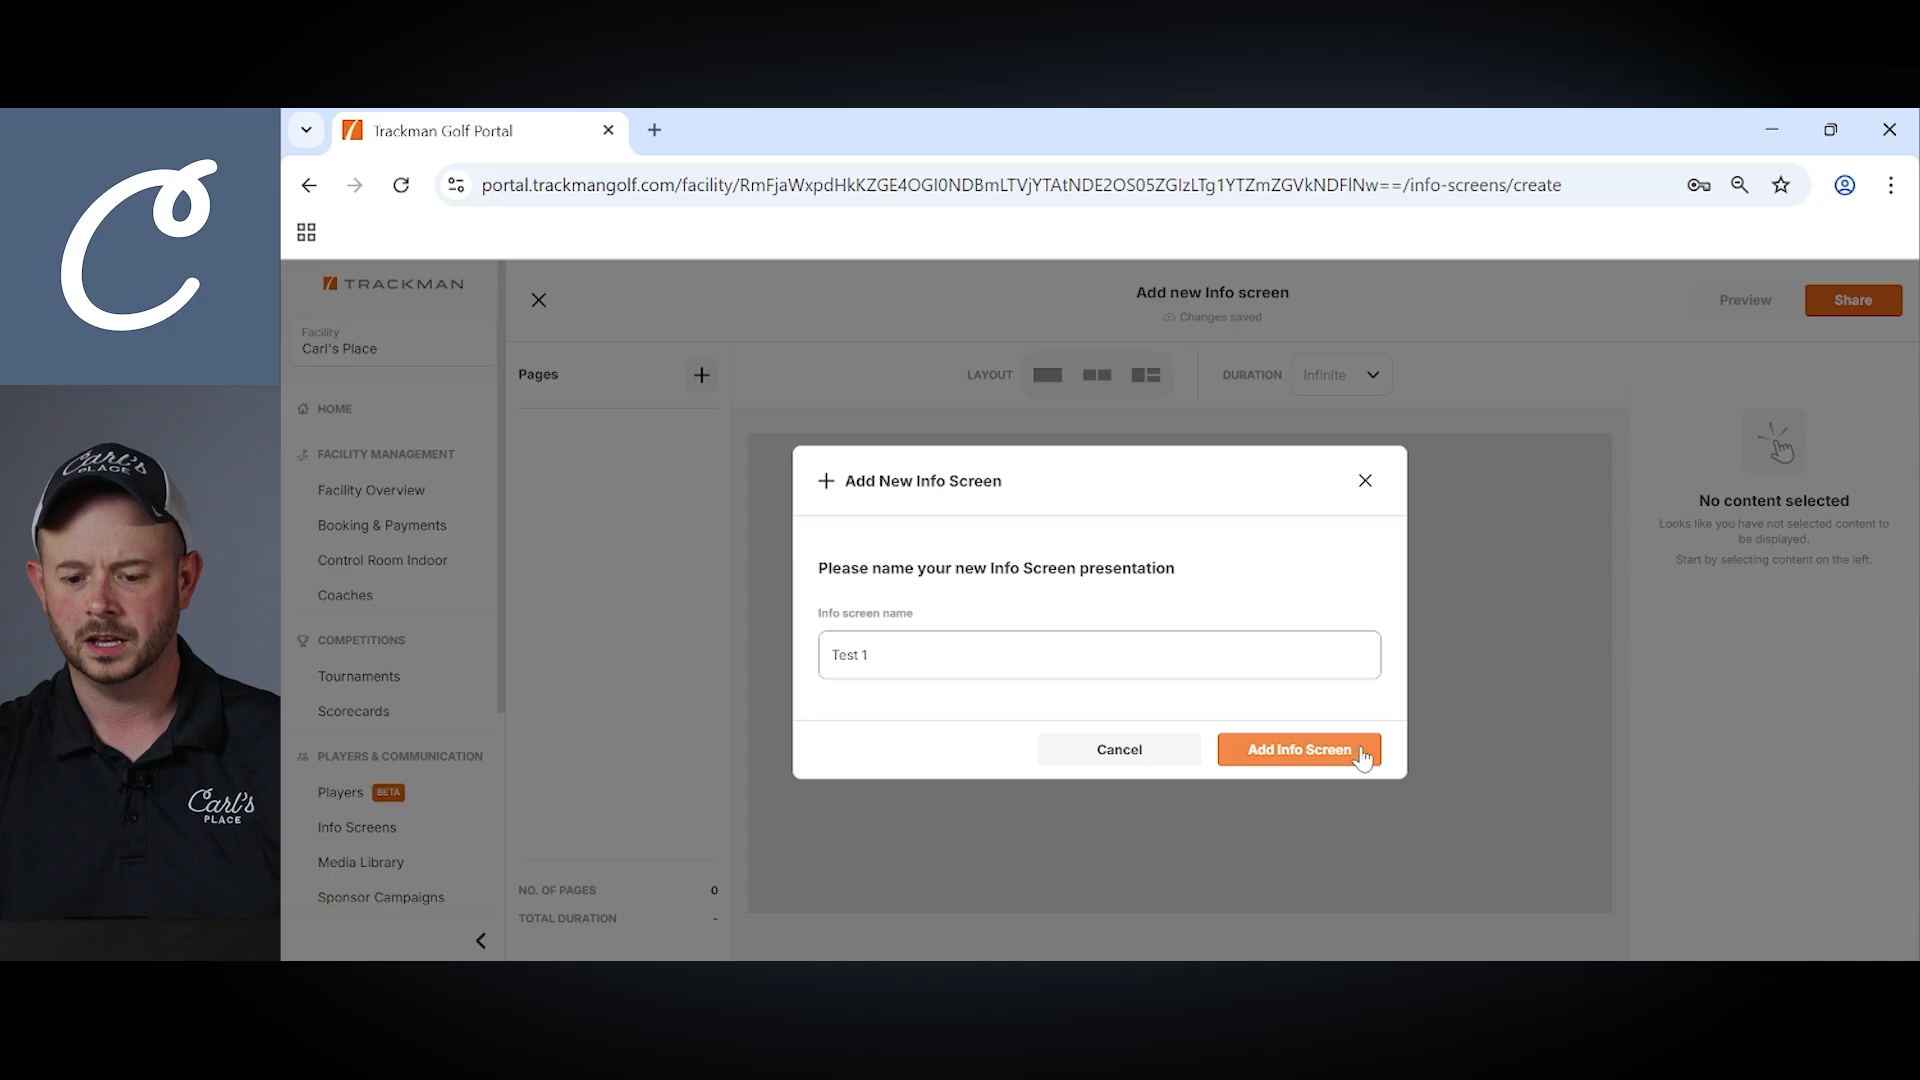 Trackman Golf Portal
portal.trackmangolf.com/facility/RmFjaWxpdHkKZGE4OGI0NDBmLTVjYTAtNDE2OS05ZGIzLTg1YTZmZGVkNDFlNw==/info-screens/create
TRACKMAN
Facility
Carl's Place
HOME
FACILITY MANAGEMENT
Facility Overview
Booking & Payments
Control Room Indoor
Coaches
COMPETITIONS
Tournaments
Scorecards
PLAYERS & COMMUNICATION
Players BETA
Info Screens
Media Library
Sponsor Campaigns
Add new Info screen
Changes saved
Preview
Share
Pages
LAYOUT
DURATION
Infinite
NO. OF PAGES 0
TOTAL DURATION -
Add New Info Screen
Please name your new Info Screen presentation
Info screen name
Test 1
Cancel
Add Info Screen
No content selected
Looks like you have not selected content to
be displayed.
Start by selecting content on the left.
C
Carl's
PLACE
Carl's
PLACE